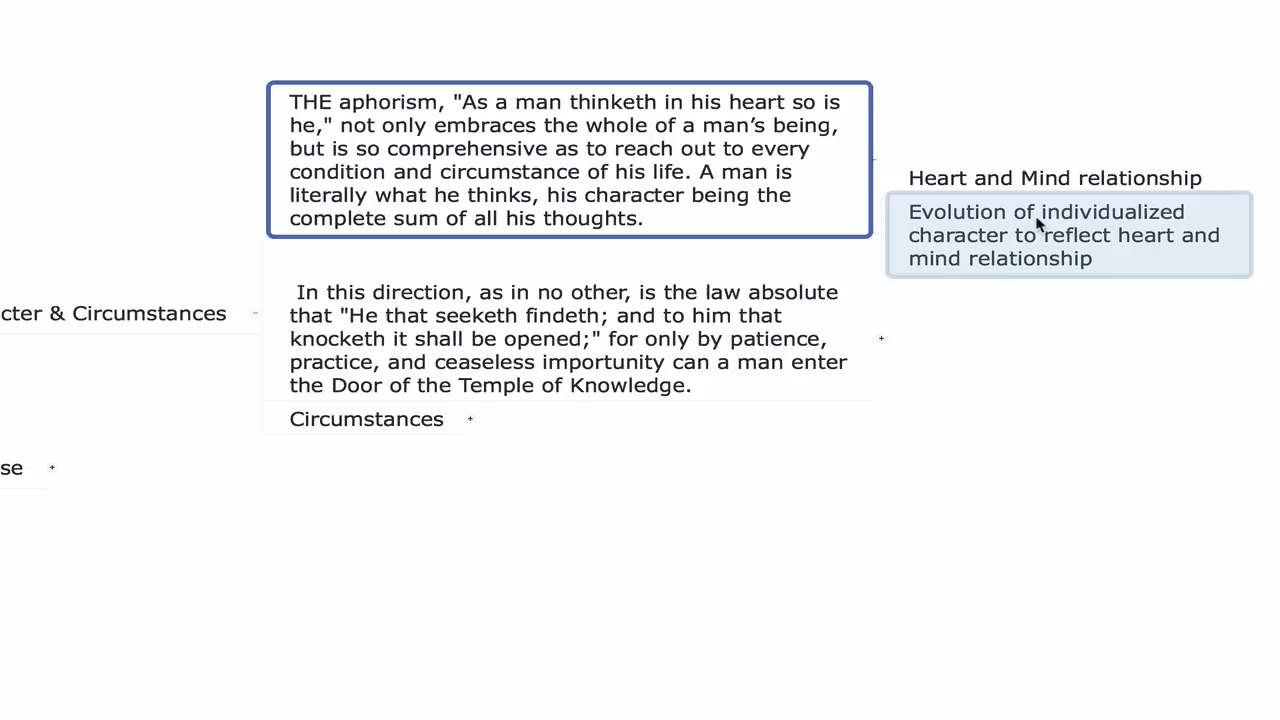 THE aphorism, "As a man thinketh in his heart so is
he," not only embraces the whole of a man’s being,
but is so comprehensive as to reach out to every
condition and circumstance of his life. A man is
literally what he thinks, his character being the
complete sum of all his thoughts.
Heart and Mind relationship
Evolution of individualized
character to reflect heart and
mind relationship
cter & Circumstances
In this direction, as in no other, is the law absolute
that "He that seeketh findeth; and to him that
knocketh it shall be opened;" for only by patience,
practice, and ceaseless importunity can a man enter
the Door of the Temple of Knowledge.
Circumstances
se